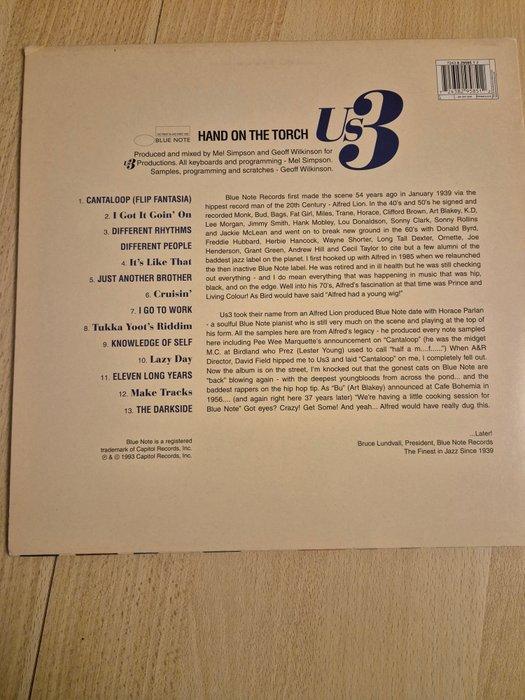 BLUE NOTE
HAND ON THE TORCH
Us3
Produced and mixed by Mel Simpson and Geoff Wilkinson for
us3 Productions. All keyboards and programming - Mel Simpson.
Samples, programming and scratches - Geoff Wilkinson.
1. CANTALOOP (FLIP FANTASIA)
2. I Got It Goin' On
3. DIFFERENT RHYTHMS
DIFFERENT PEOPLE
4. It's Like That
5. JUST ANOTHER BROTHER
6. Cruisin'
7. I GO TO WORK
8. Tukka Yoot's Riddim
9. KNOWLEDGE OF SELF
10. Lazy Day
11. ELEVEN LONG YEARS
12. Make Tracks
13. THE DARKSIDE
Blue Note is a registered
trademark of Capitol Records, Inc.
℗ & © 1993 Capitol Records, Inc.
Blue Note Records first made the scene 54 years ago in January 1939 via the
hippest record man of the 20th Century - Alfred Lion. In the 40's and 50's he signed and
recorded Monk, Bud, Bags, Fat Girl, Miles, Trane, Horace, Clifford Brown, Art Blakey, K.D,
Lee Morgan, Jimmy Smith, Hank Mobley, Lou Donaldson, Sonny Clark, Sonny Rollins
and Jackie McLean and went on to break new ground in the 60's with Donald Byrd,
Freddie Hubbard, Herbie Hancock, Wayne Shorter, Long Tall Dexter, Ornette, Joe
Henderson, Grant Green, Andrew Hill and Cecil Taylor to cite but a few alumni of the
baddest jazz label on the planet. I first hooked up with Alfred in 1985 when we relaunched
the then inactive Blue Note label. He was retired and in ill health but he was still checking
out everything - and I do mean everything that was happening in music that was hip,
black, and on the edge. Well into his 70's, Alfred's fascination at that time was Prince and
Living Colour! As Bird would have said "Alfred had a young wig!"
Us3 took their name from an Alfred Lion produced Blue Note date with Horace Parlan
- a soulful Blue Note pianist who is still very much on the scene and playing at the top of
his form. All the samples here are from Alfred's legacy - he produced every note sampled
here including Pee Wee Marquette's announcement on "Cantaloop" (he was the midget
M.C. at Birdland who Prez (Lester Young) used to call "half a m....f.....") When A&R
Director, David Field hipped me to Us3 and laid "Cantaloop" on me, I completely fell out.
Now the album is on the street, I'm knocked out that the gonest cats on Blue Note are
"back" blowing again - with the deepest youngbloods from across the pond... and the
baddest rappers on the hip hop tip. As "Bu" (Art Blakey) announced at Cafe Bohemia in
1956.... (and again right here 37 years later) "We're having a little cooking session for
Blue Note" Got eyes? Crazy! Get Some! And yeah... Alfred would have really dug this.
...Later!
Bruce Lundvall, President, Blue Note Records
The Finest in Jazz Since 1939